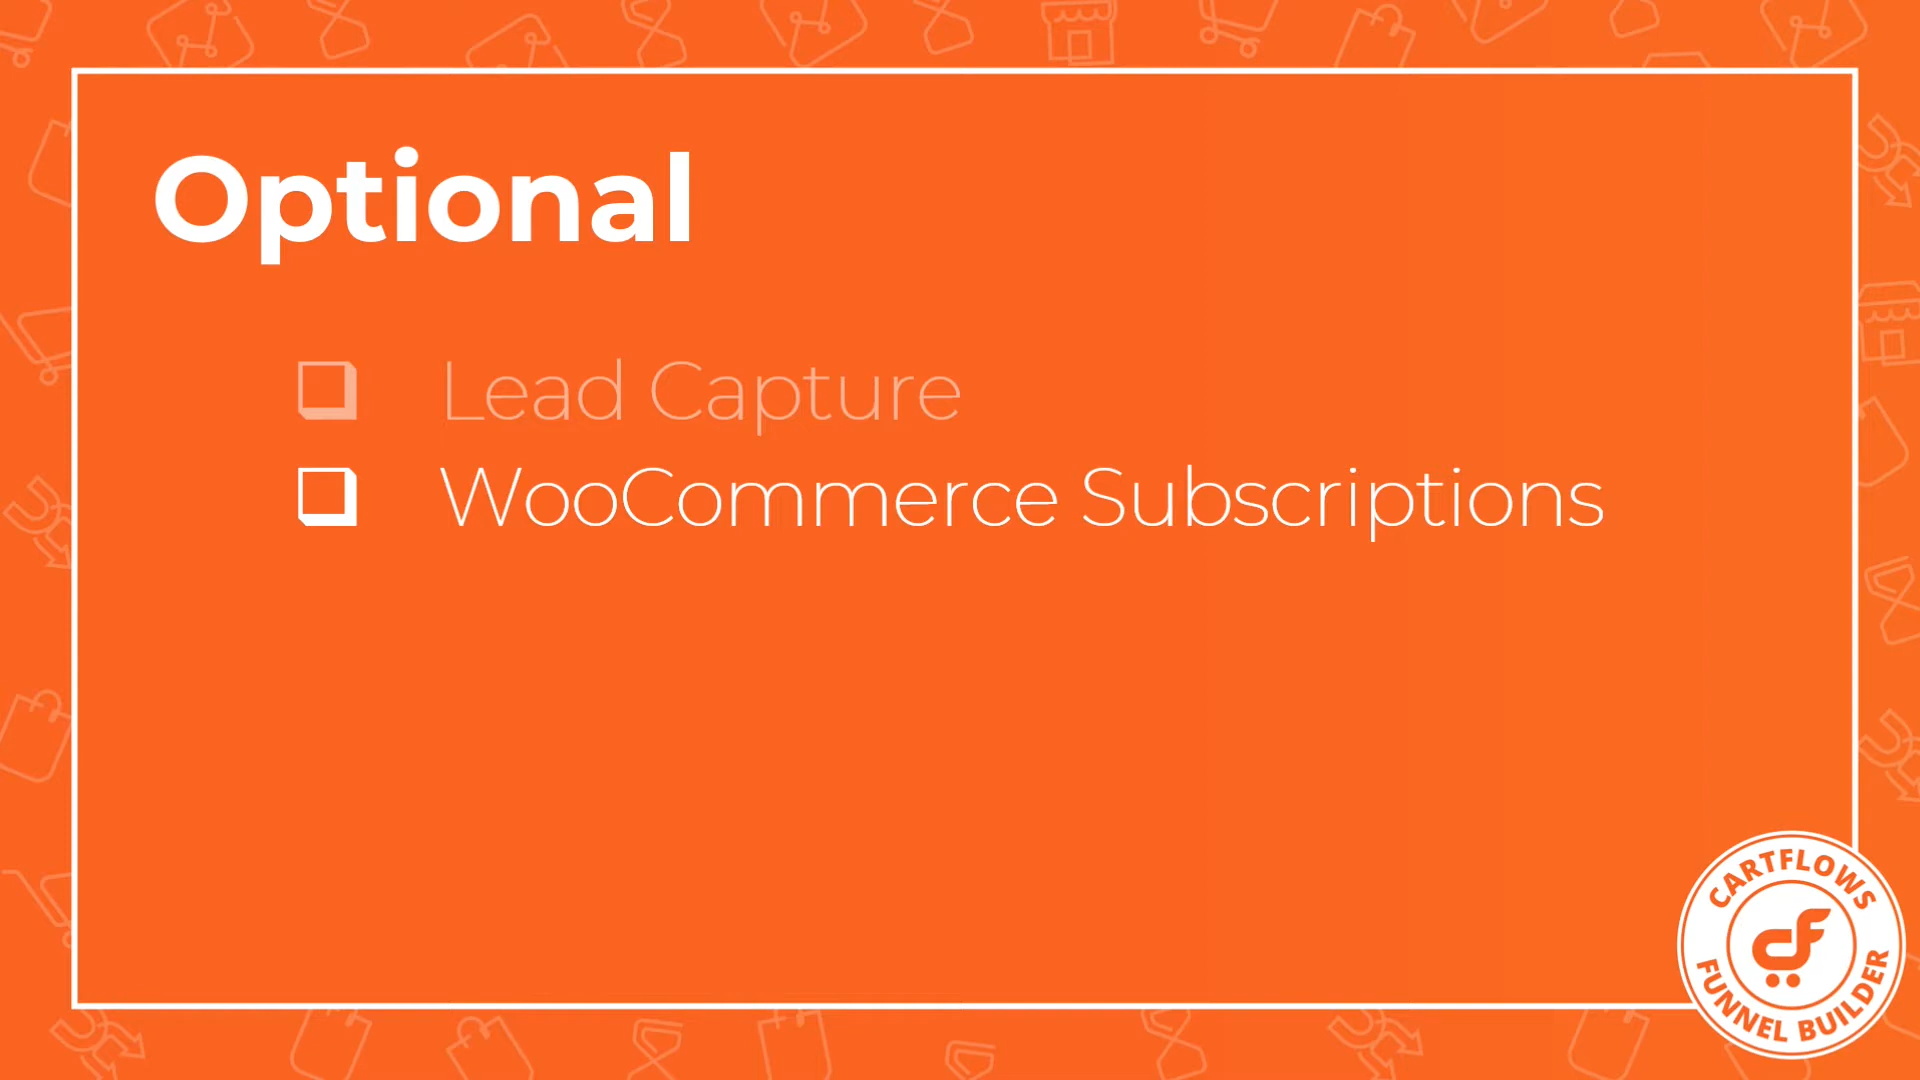 Optional
❑ Lead Capture
❑ WooCommerce Subscriptions
CARTFLOWS
FUNNEL BUILDER